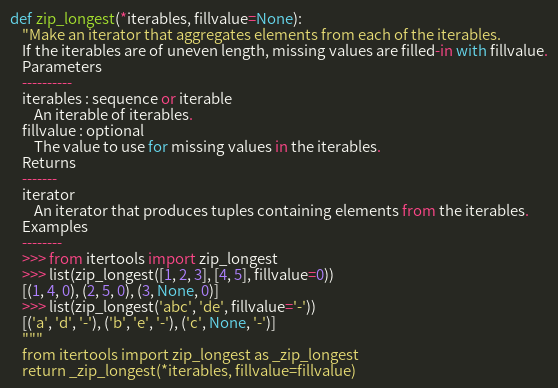 def zip_longest(*iterables, fillvalue=None):
"Make an iterator that aggregates elements from each of the iterables.
If the iterables are of uneven length, missing values are filled-in with fillvalue.
Parameters
----------
iterables : sequence or iterable
An iterable of iterables.
fillvalue : optional
The value to use for missing values in the iterables.
Returns
-------
iterator
An iterator that produces tuples containing elements from the iterables.
Examples
--------
>>> from itertools import zip_longest
>>> list(zip_longest([1, 2, 3], [4, 5], fillvalue=0))
[(1, 4, 0), (2, 5, 0), (3, None, 0)]
>>> list(zip_longest('abc', 'de', fillvalue='-'))
[('a', 'd', '-'), ('b', 'e', '-'), ('c', None, '-')]
"""
from itertools import zip_longest as _zip_longest
return _zip_longest(*iterables, fillvalue=fillvalue)